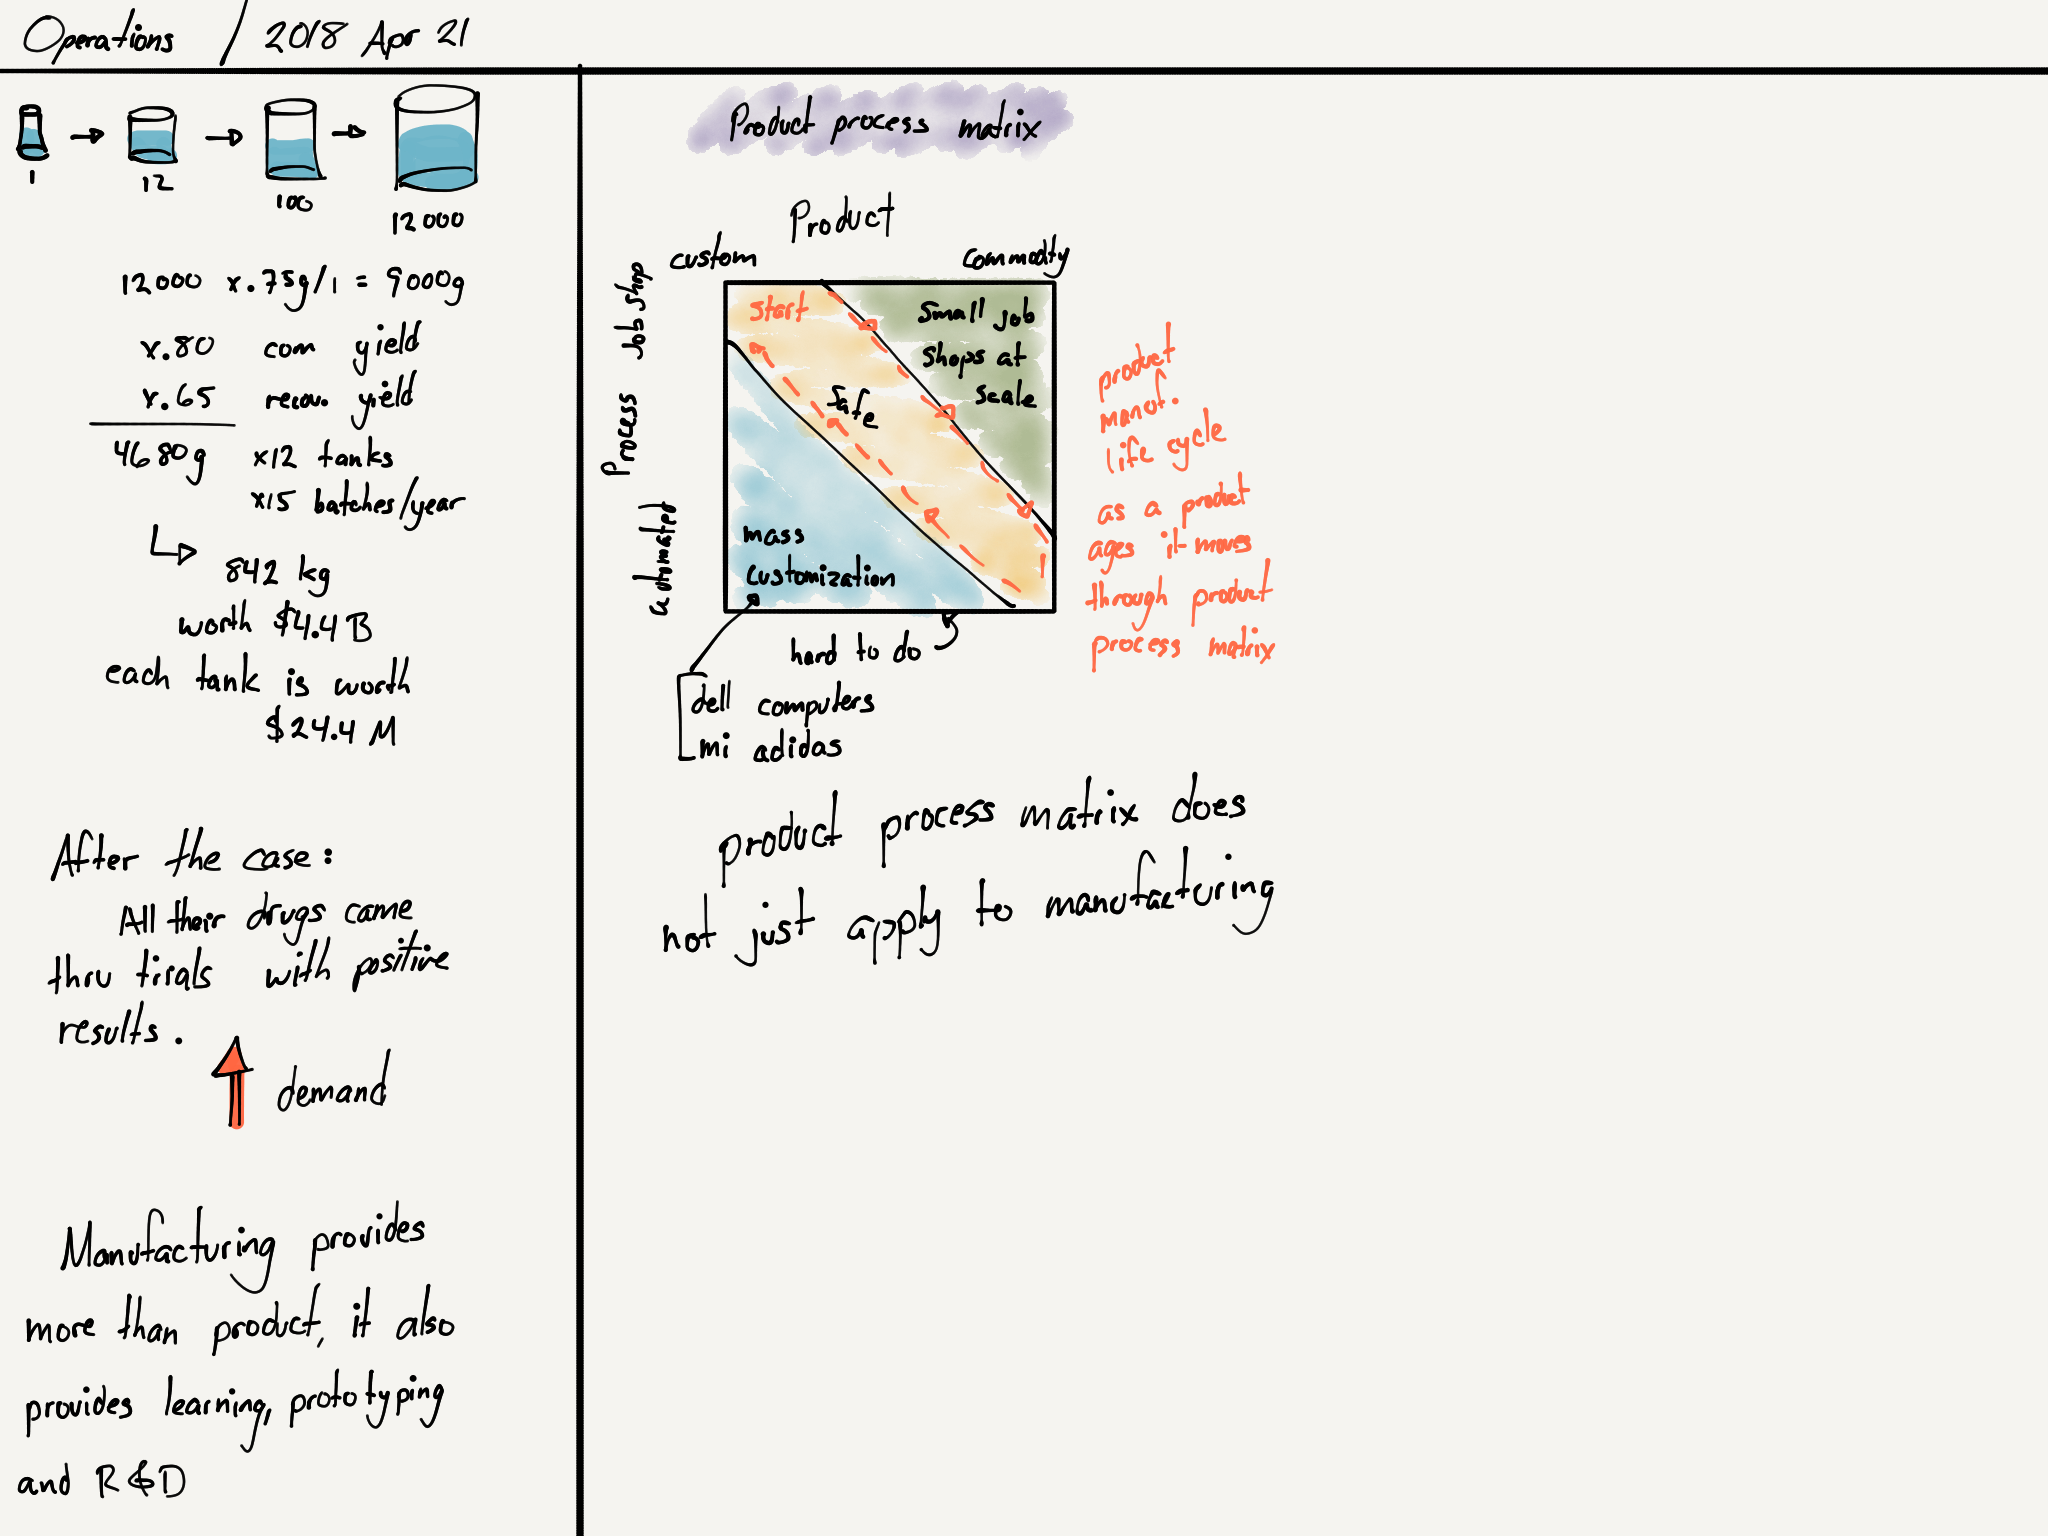 Operations / 2018 Apr 21
1
12
100
12000
12000 x.75g/l = 9000g
x.80 com yield
x.65 recov. yield
4680g x12 tanks
x15 batches/year
842 kg
worth $4.4B
each tank is worth
$24.4 M
After the case:
All their drugs came
thru tirals with positive
results.
demand
Manufacturing provides
more than product, it also
provides learning, prototyping
and R&D
Product process matrix
Product
custom
commodity
Process
Job shop
automated
start
Small job
shops at
scale
Safe
mass
customization
hard to do
dell computers
mi adidas
product
manuf.
life cycle
as a product
ages it moves
through product
process matrix
product process matrix does
not just apply to manufacturing